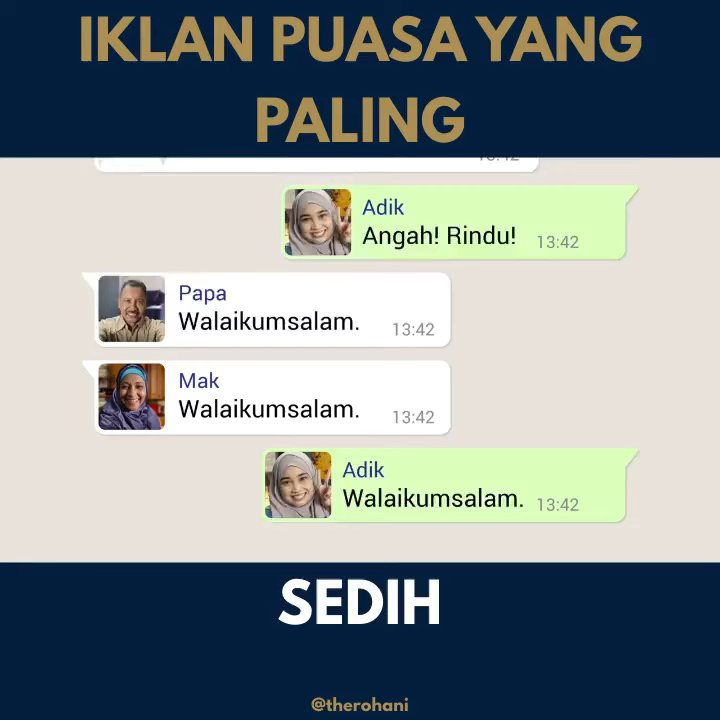 IKLAN PUASA YANG
PALING
Adik
Angah! Rindu! 13:42
Papa
Walaikumsalam. 13:42
Mak
Walaikumsalam. 13:42
Adik
Walaikumsalam. 13:42
SEDIH
@therohani